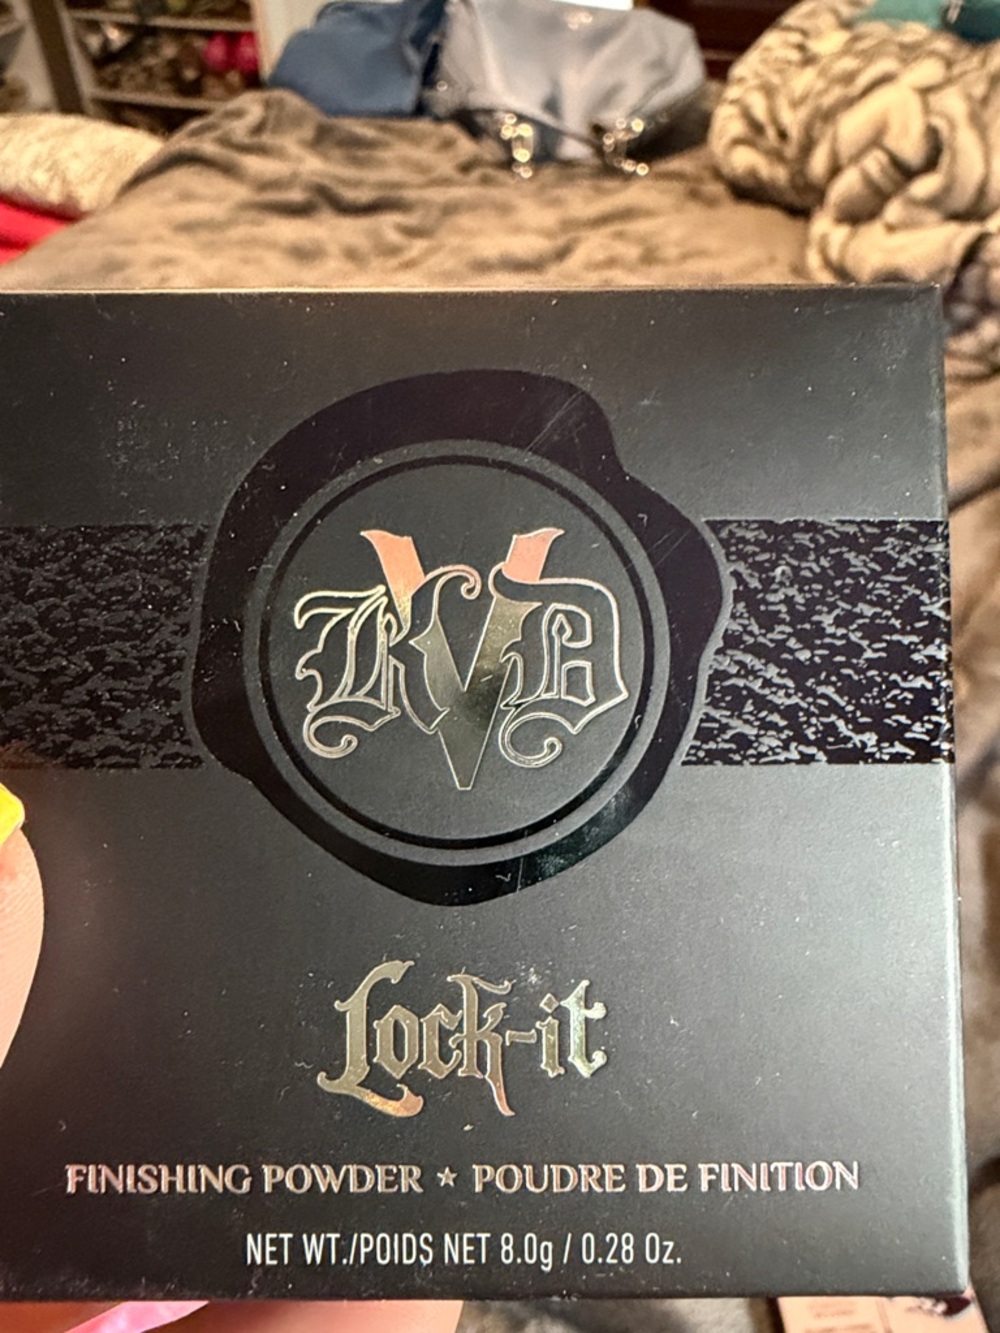 KVD
Lock-it
FINISHING POWDER ★ POUDRE DE FINITION
NET WT./POIDS NET 8.0g / 0.28 Oz.